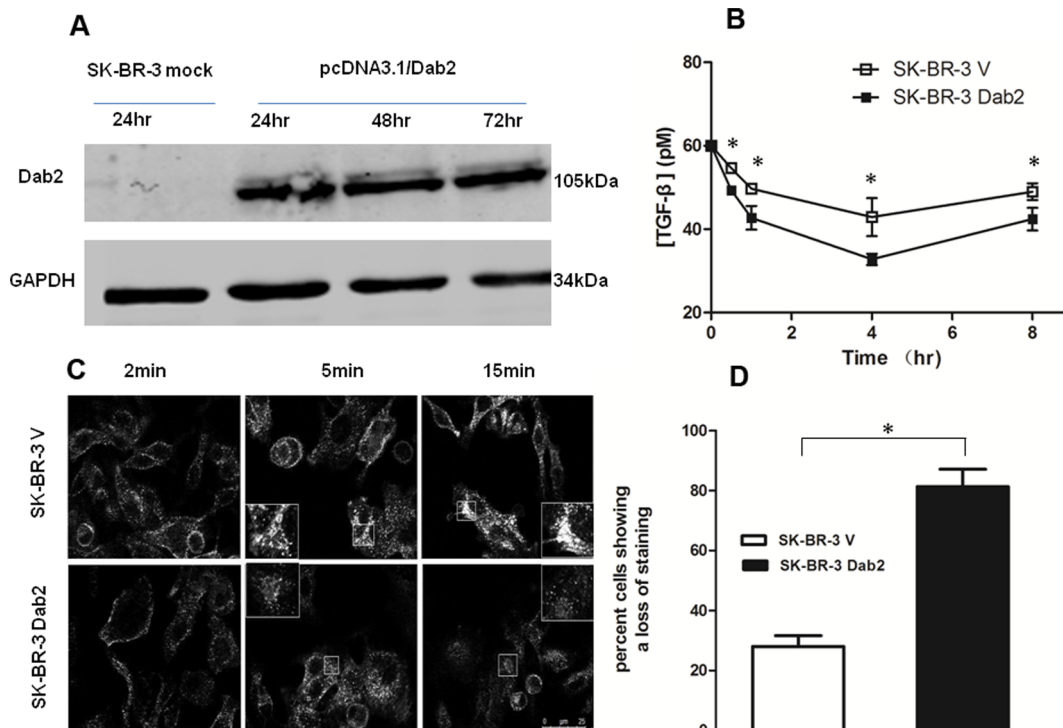 A
SK-BR-3 mock
pcDNA3.1/Dab2
24hr
24hr
48hr
72hr
Dab2
105kDa
GAPDH
34kDa
B
80
60
40
20
[TGF-β ] (pM)
SK-BR-3 V
SK-BR-3 Dab2
*
*
*
*
0
2
4
6
8
Time （hr)
C
2min
5min
15min
SK-BR-3 V
SK-BR-3 Dab2
0 µm 25
D
percent cells showing
a loss of staining
100
80
60
40
20
0
*
SK-BR-3 V
SK-BR-3 Dab2